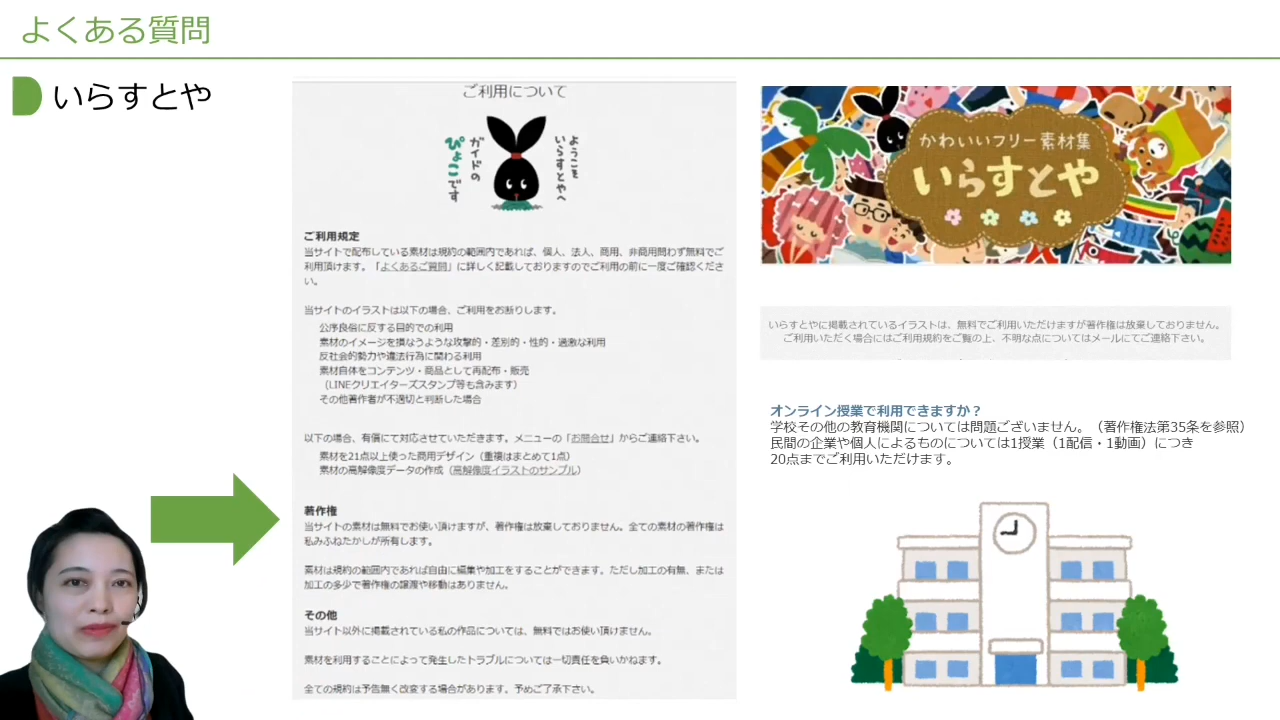 よくある質問
いらすとや
ご利用について
ようこそ
いらすとやへ
ガイドの
ぴょこです
ご利用規定
当サイトで配布している素材は規約の範囲内であれば、個人、法人、商用、非商用問わず無料でご
利用頂けます。「よくあるご質問」に詳しく記載しておりますのでご利用の前に一度ご確認くださ
い。
当サイトのイラストは以下の場合、ご利用をお断りします。
公序良俗に反する目的での利用
素材のイメージを損なうような攻撃的・差別的・性的・過激な利用
反社会的勢力や違法行為に関わる利用
素材自体をコンテンツ・商品として再配布・販売
（LINEクリエイターズスタンプ等も含みます）
その他著作者が不適切と判断した場合
以下の場合、有償にて対応させていただきます。メニューの「お問合せ」からご連絡下さい。
素材を21点以上使った商用デザイン（重複はまとめて1点）
素材の高解像度データの作成（高解像度イラストのサンプル）
著作権
当サイトの素材は無料でお使い頂けますが、著作権は放棄しておりません。全ての素材の著作権は
私みふねたかしが所有します。
素材は規約の範囲内であれば自由に編集や加工をすることができます。ただし加工の有無、または
加工の多少で著作権の譲渡や移動はありません。
その他
当サイト以外に掲載されている私の作品については、無料ではお使い頂けません。
素材を利用することによって発生したトラブルについては一切責任を負いかねます。
全ての規約は予告無く改変する場合があります。予めご了承下さい。
かわいいフリー素材集
いらすとや
いらすとやに掲載されているイラストは、無料でご利用いただけますが著作権は放棄しておりません。
ご利用いただく場合にはご利用規約をご覧の上、不明な点についてはメールにてご連絡下さい。
オンライン授業で利用できますか？
学校その他の教育機関については問題ございません。（著作権法第35条を参照）
民間の企業や個人によるものについては1授業（1配信・1動画）につき
20点までご利用いただけます。